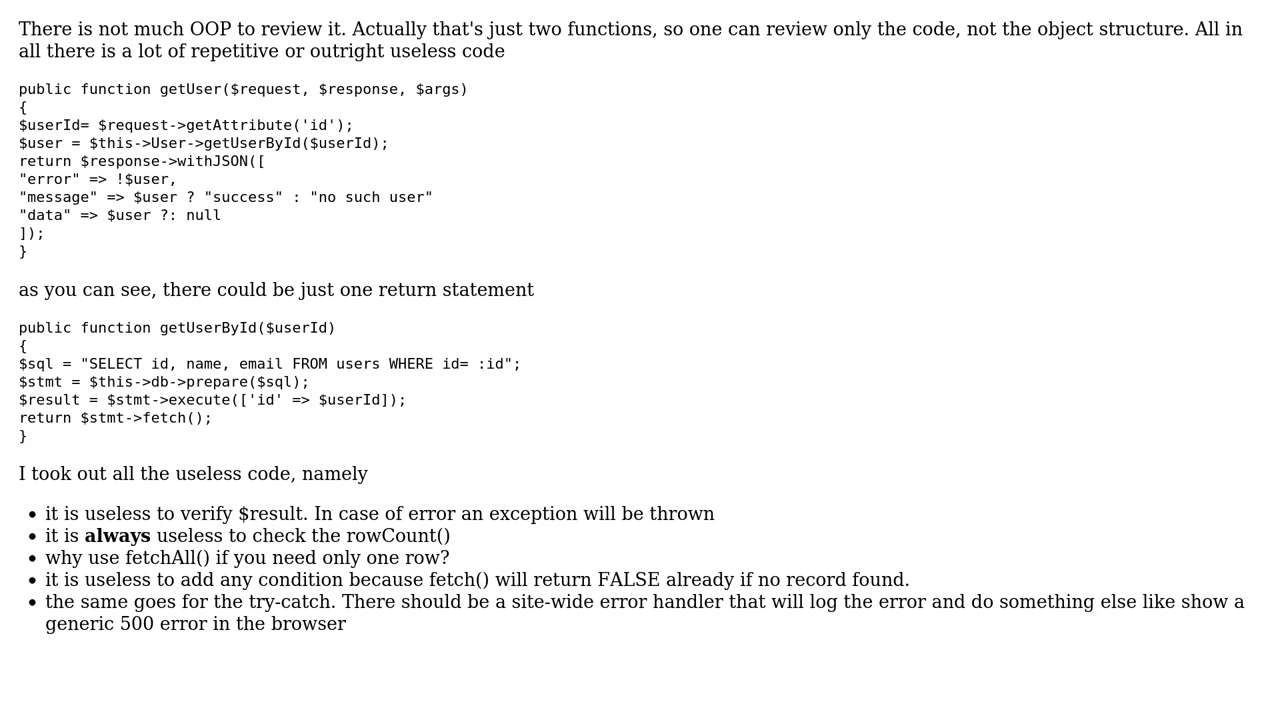 There is not much OOP to review it. Actually that's just two functions, so one can review only the code, not the object structure. All in
all there is a lot of repetitive or outright useless code
public function getUser($request, $response, $args)
{
$userId= $request->getAttribute('id');
$user = $this->User->getUserById($userId);
return $response->withJSON([
"error" => !$user,
"message" => $user ? "success" : "no such user"
"data" => $user ?: null
]);
}
as you can see, there could be just one return statement
public function getUserById($userId)
{
$sql = "SELECT id, name, email FROM users WHERE id= :id";
$stmt = $this->db->prepare($sql);
$result = $stmt->execute(['id' => $userId]);
return $stmt->fetch();
}
I took out all the useless code, namely
• it is useless to verify $result. In case of error an exception will be thrown
• it is always useless to check the rowCount()
• why use fetchAll() if you need only one row?
• it is useless to add any condition because fetch() will return FALSE already if no record found.
• the same goes for the try-catch. There should be a site-wide error handler that will log the error and do something else like show a
generic 500 error in the browser